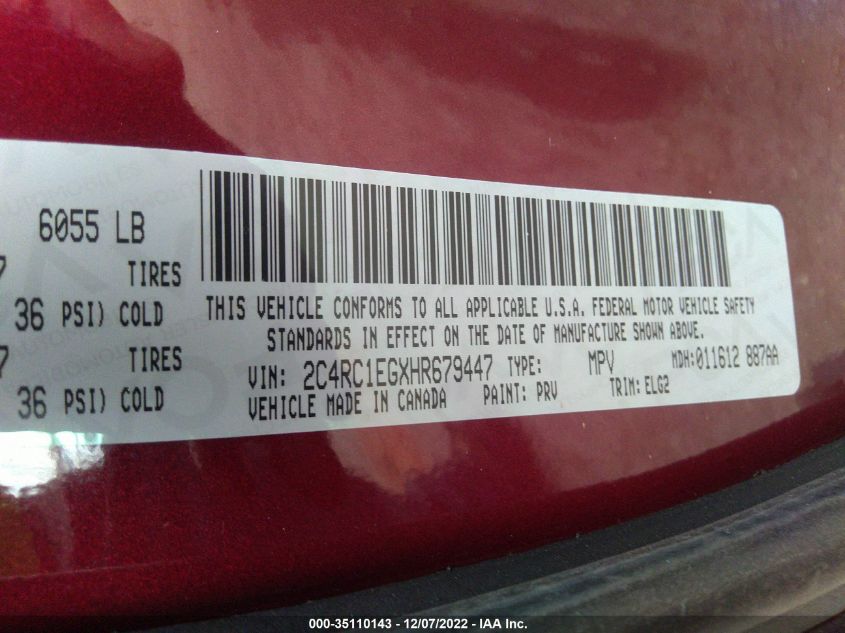 6055 LB
7 TIRES
36 PSI) COLD
7 TIRES
36 PSI) COLD
THIS VEHICLE CONFORMS TO ALL APPLICABLE U.S.A. FEDERAL MOTOR VEHICLE SAFETY
STANDARDS IN EFFECT ON THE DATE OF MANUFACTURE SHOWN ABOVE.
VIN: 2C4RC1EGXHR679447 TYPE: MPV MDH:011612 887AA
VEHICLE MADE IN CANADA PAINT: PRV TRIM: ELG2
000-35110143 - 12/07/2022 - IAA Inc.